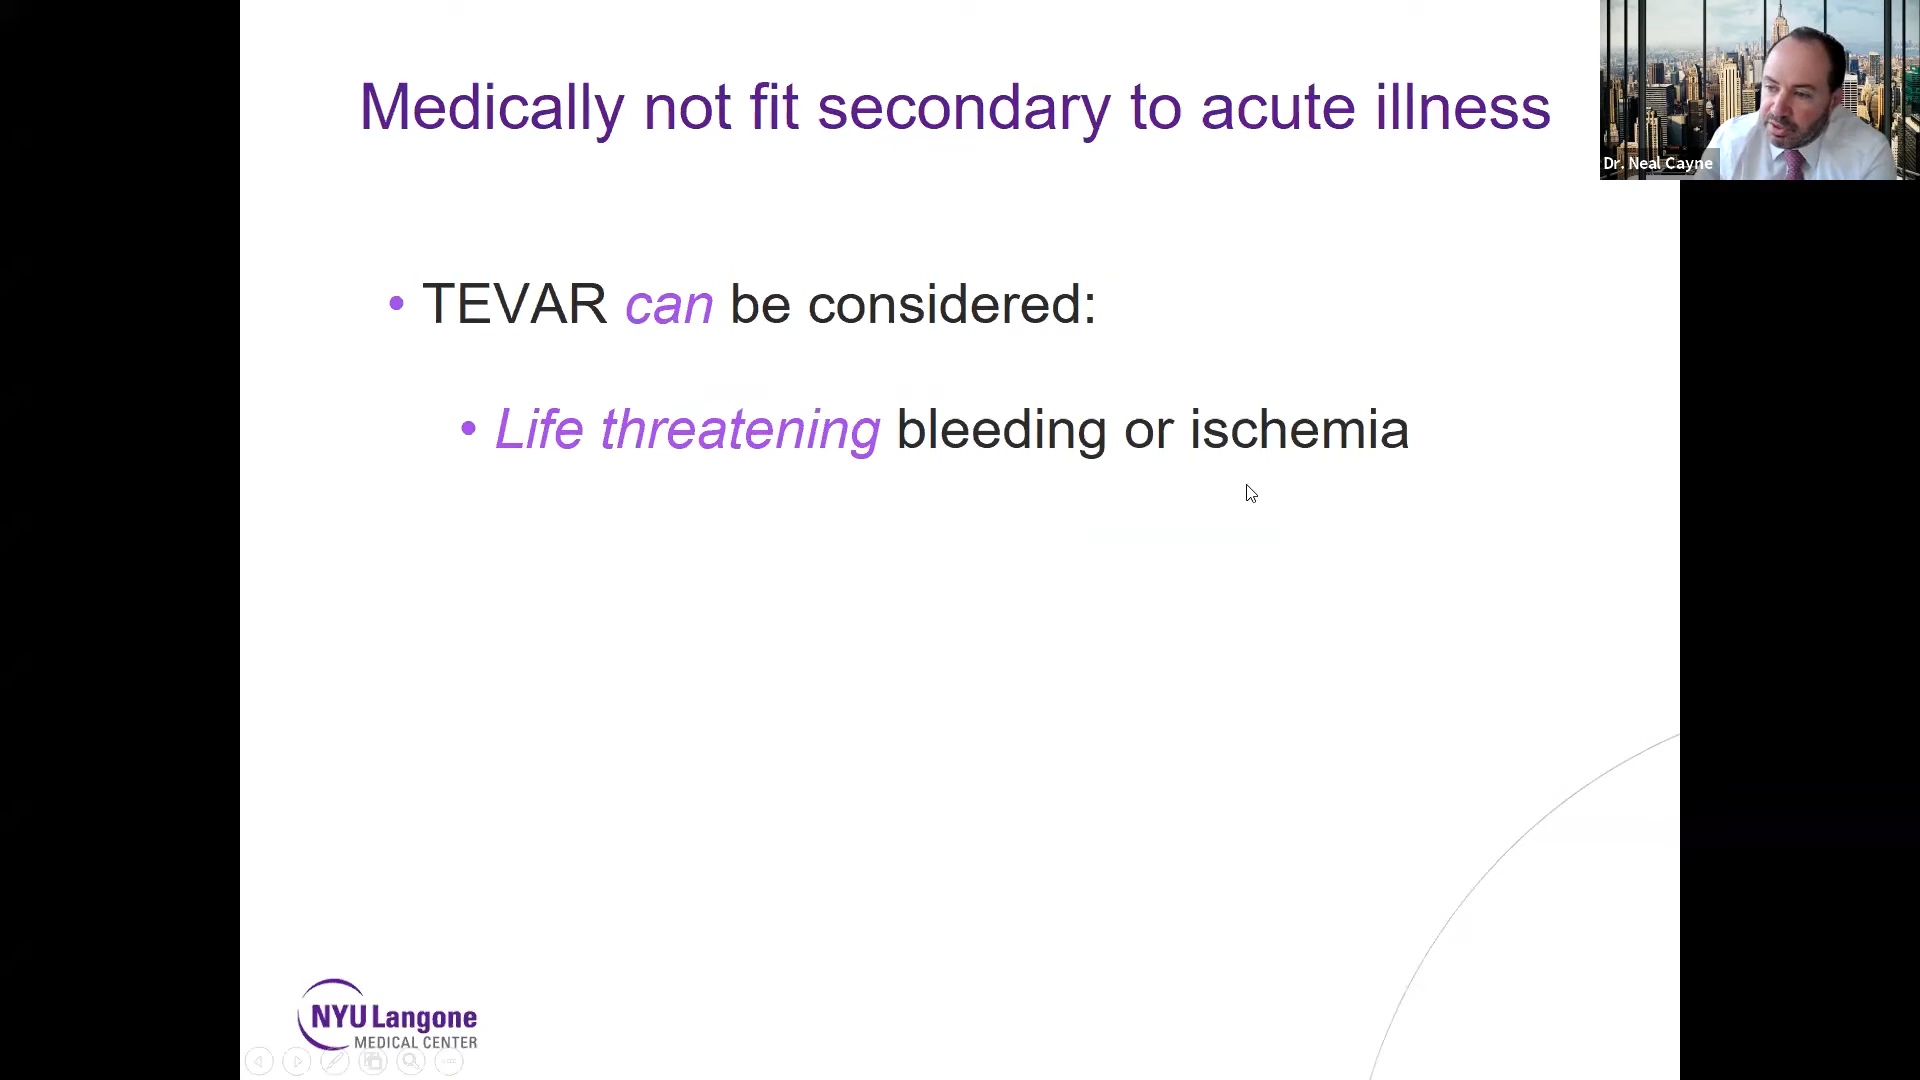 Medically not fit secondary to acute illness
Dr. Neal Cayne
• TEVAR can be considered:
• Life threatening bleeding or ischemia
NYU Langone
MEDICAL CENTER